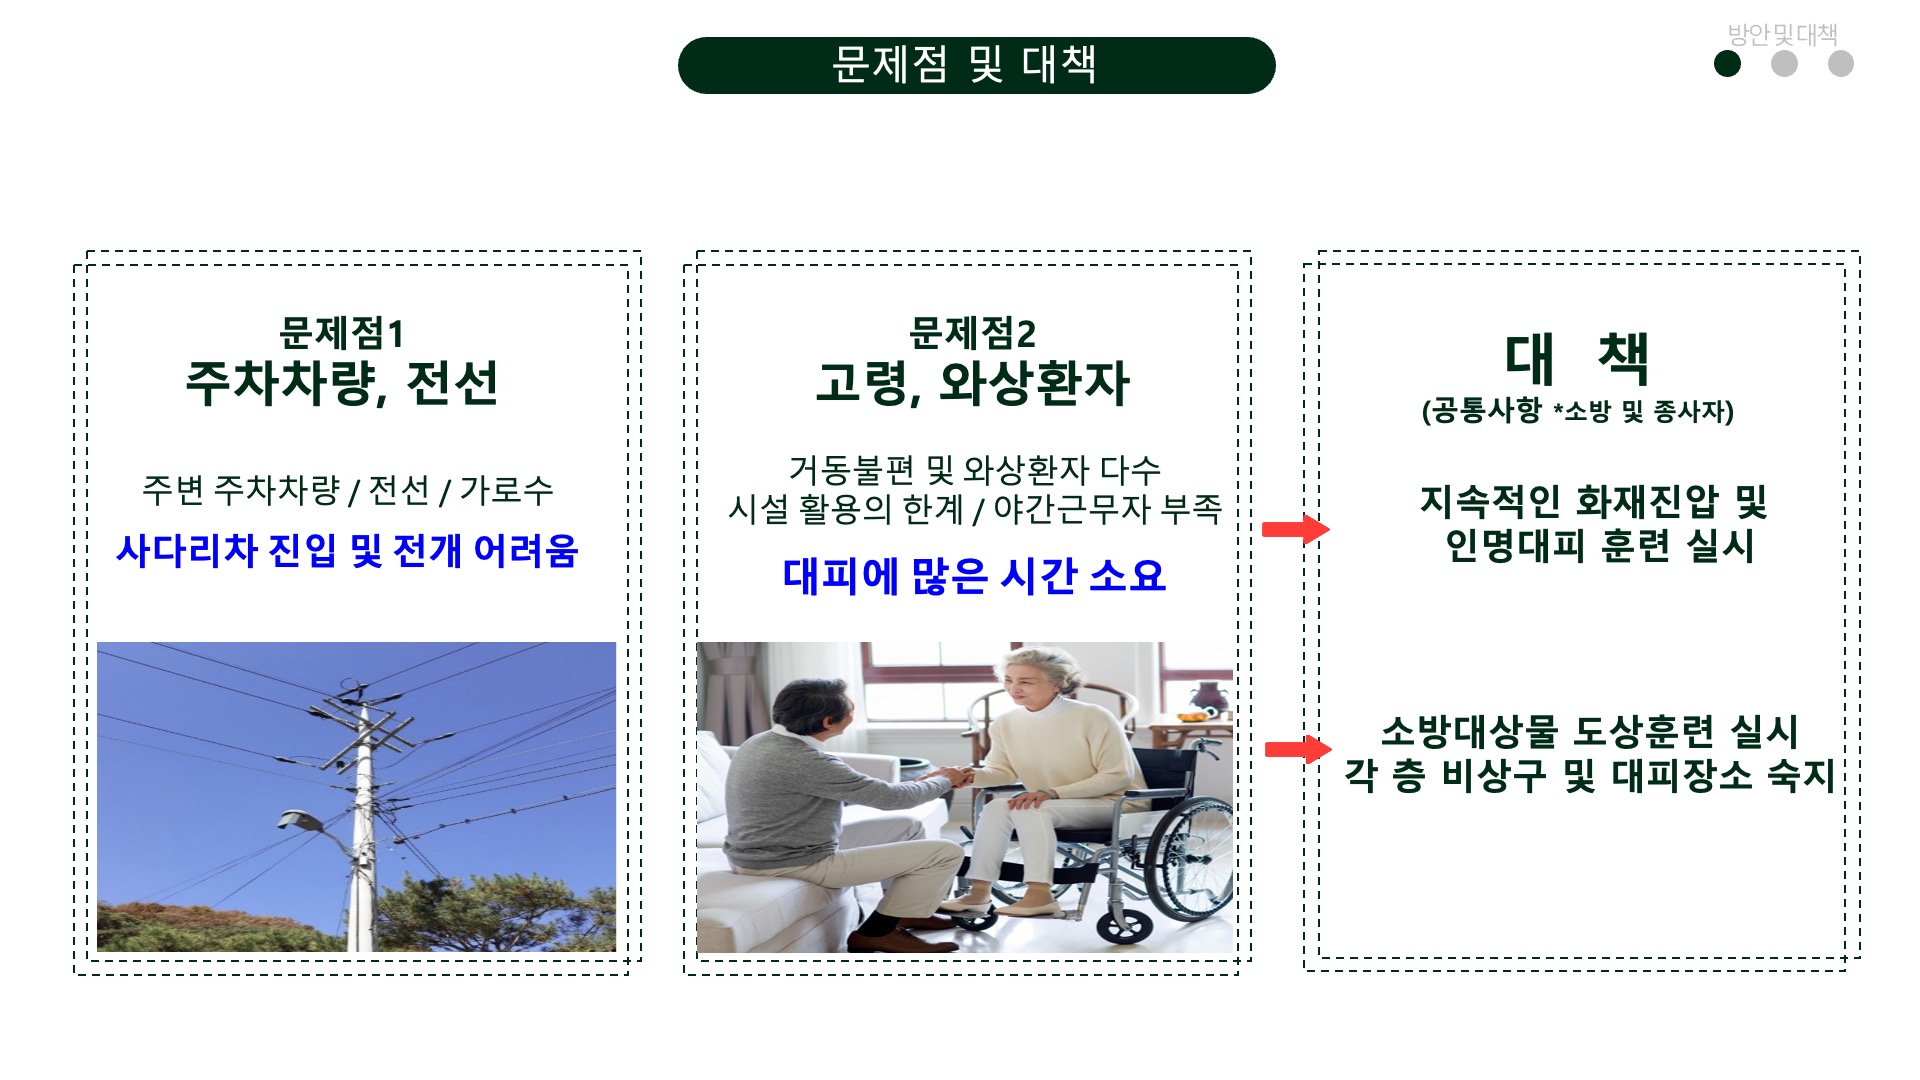 방안 및 대책
문제점 및 대책
문제점1
주차차량, 전선
주변 주차차량 / 전선 / 가로수
사다리차 진입 및 전개 어려움
문제점2
고령, 와상환자
거동불편 및 와상환자 다수
시설 활용의 한계 / 야간근무자 부족
대피에 많은 시간 소요
대 책
(공통사항 *소방 및 종사자)
지속적인 화재진압 및
인명대피 훈련 실시
소방대상물 도상훈련 실시
각 층 비상구 및 대피장소 숙지